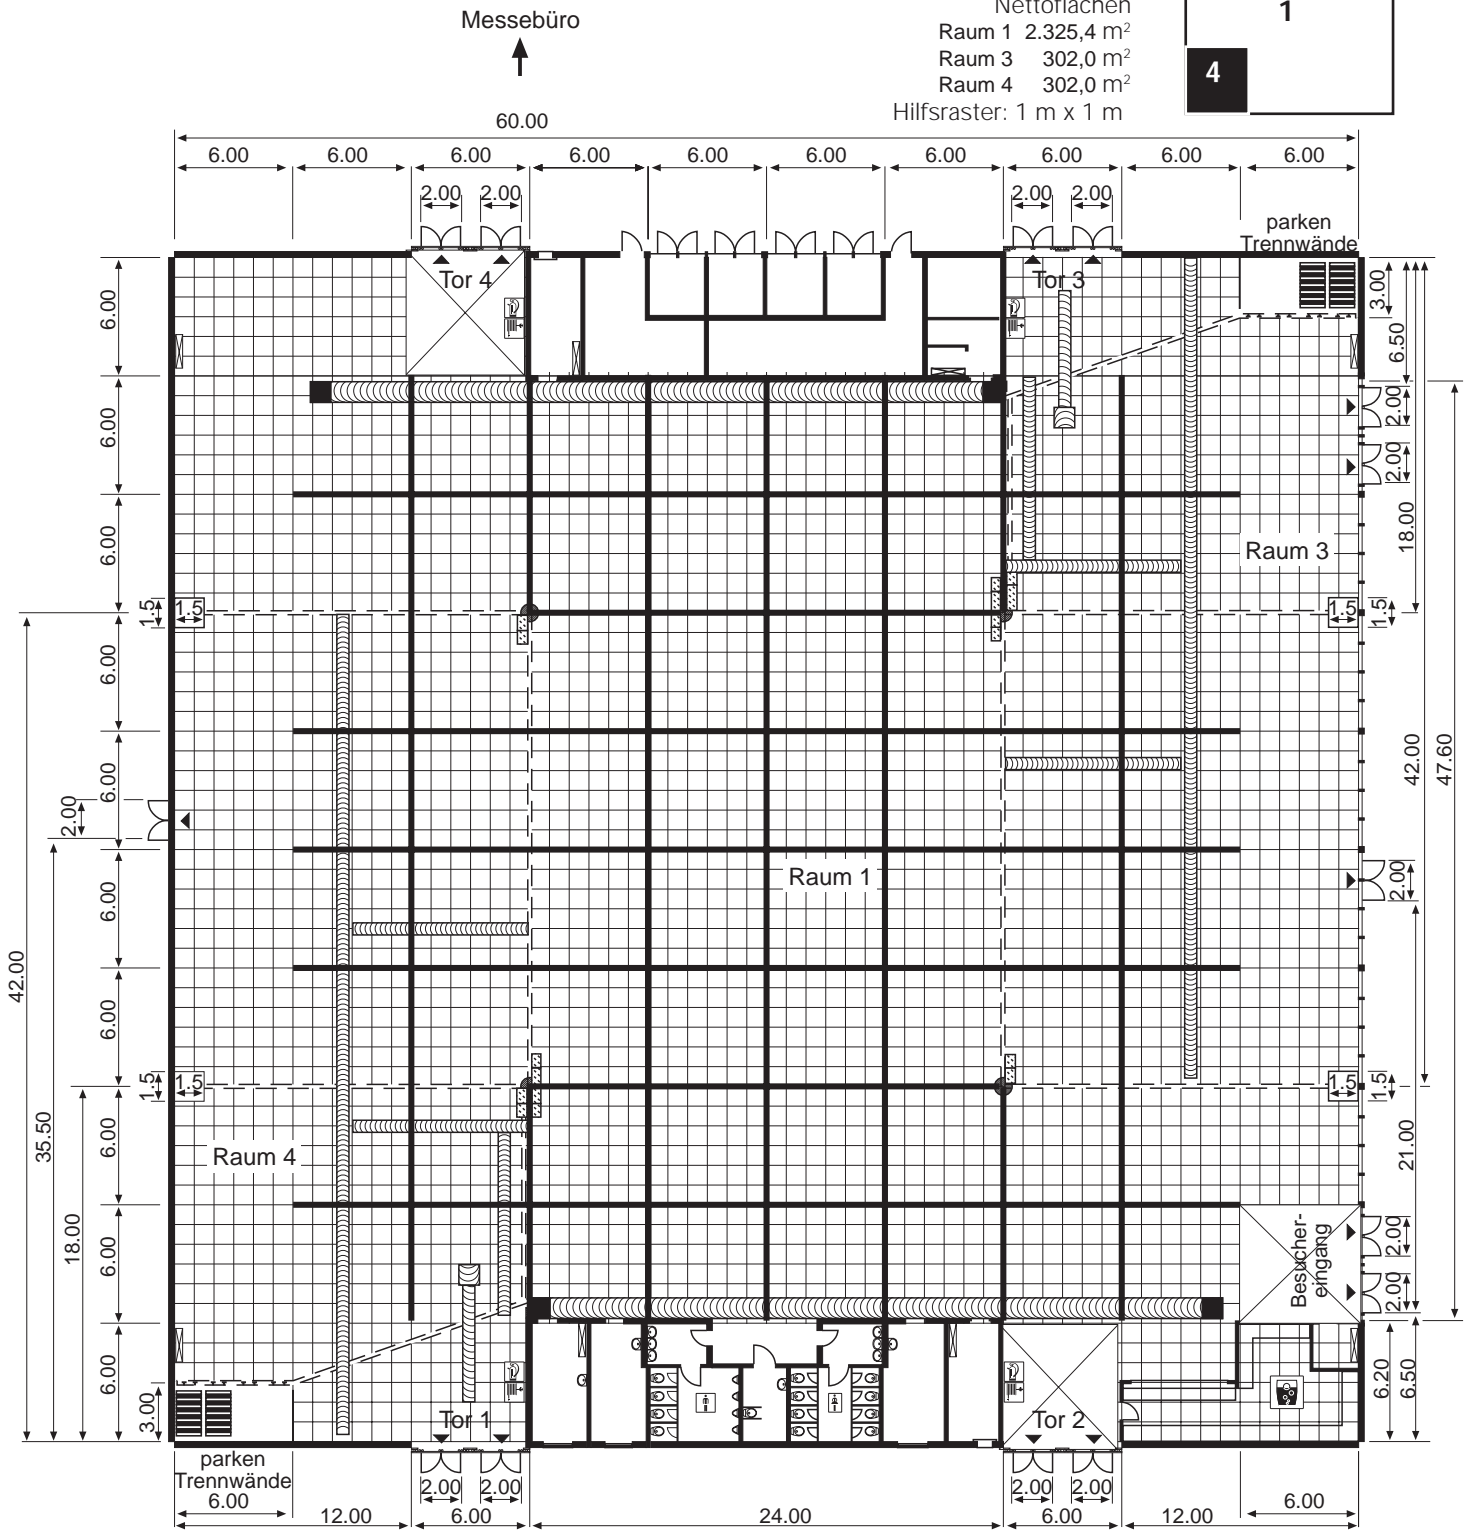 Nettoflächen
Messebüro
Raum 1 2.325,4 m²
Raum 3 302,0 m²
Raum 4 302,0 m²
Hilfsraster: 1 m x 1 m
1
4
60.00
6.00 6.00 6.00 6.00 6.00 6.00 6.00 6.00 6.00 6.00
2.00 2.00 2.00 2.00
parken
Trennwände
Tor 4
Tor 3
6.00
3.00
6.50
6.00
2.00
2.00
6.00
18.00
Raum 3
1.5 1.5 1.5 1.5
6.00
6.00
2.00
42.00
47.60
Raum 1
6.00
2.00
42.00
6.00
1.5 1.5 1.5 1.5
35.50
18.00
6.00
Raum 4
21.00
6.00
Besucher-
eingang
2.00
2.00
6.00
3.00
6.20
6.50
Tor 1
Tor 2
parken
Trennwände
2.00 2.00 2.00 2.00
6.00 6.00
12.00 6.00 24.00 6.00 12.00